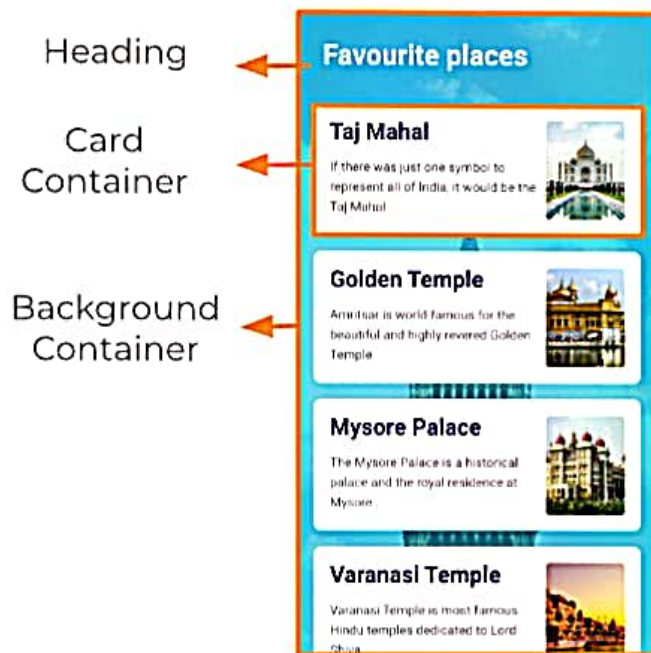 Heading
Favourite places
Card
Container
Taj Mahal
If there was just one symbol to
represent all of India, it would be the
Taj Mahal
Background
Container
Golden Temple
Amritsar is world famous for the
beautiful and highly revered Golden
Temple
Mysore Palace
The Mysore Palace is a historical
palace and the royal residence at
Mysore .
Varanasi Temple
Varanasi Temple is most famous
Hindu temples dedicated to Lord
Shiva